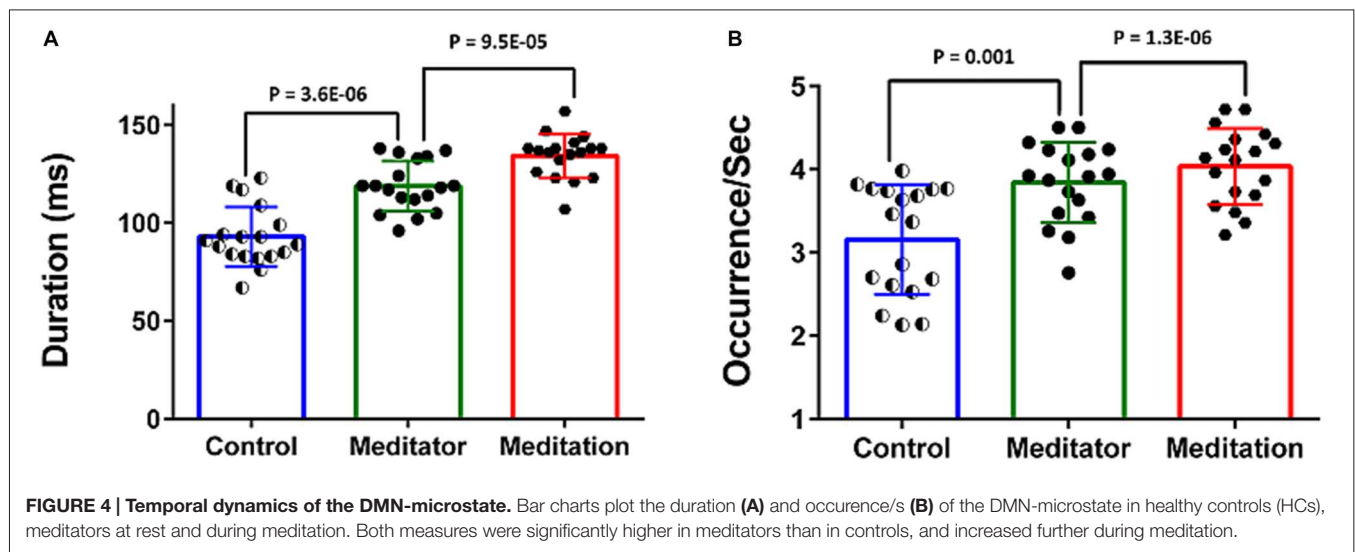 A
P = 9.5E-05
P = 3.6E-06
Duration (ms)
150
100
50
0
Control Meditator Meditation
B
P = 1.3E-06
P = 0.001
Occurrence/Sec
5
4
3
2
1
Control Meditator Meditation
FIGURE 4 | Temporal dynamics of the DMN-microstate. Bar charts plot the duration (A) and occurence/s (B) of the DMN-microstate in healthy controls (HCs),
meditators at rest and during meditation. Both measures were significantly higher in meditators than in controls, and increased further during meditation.